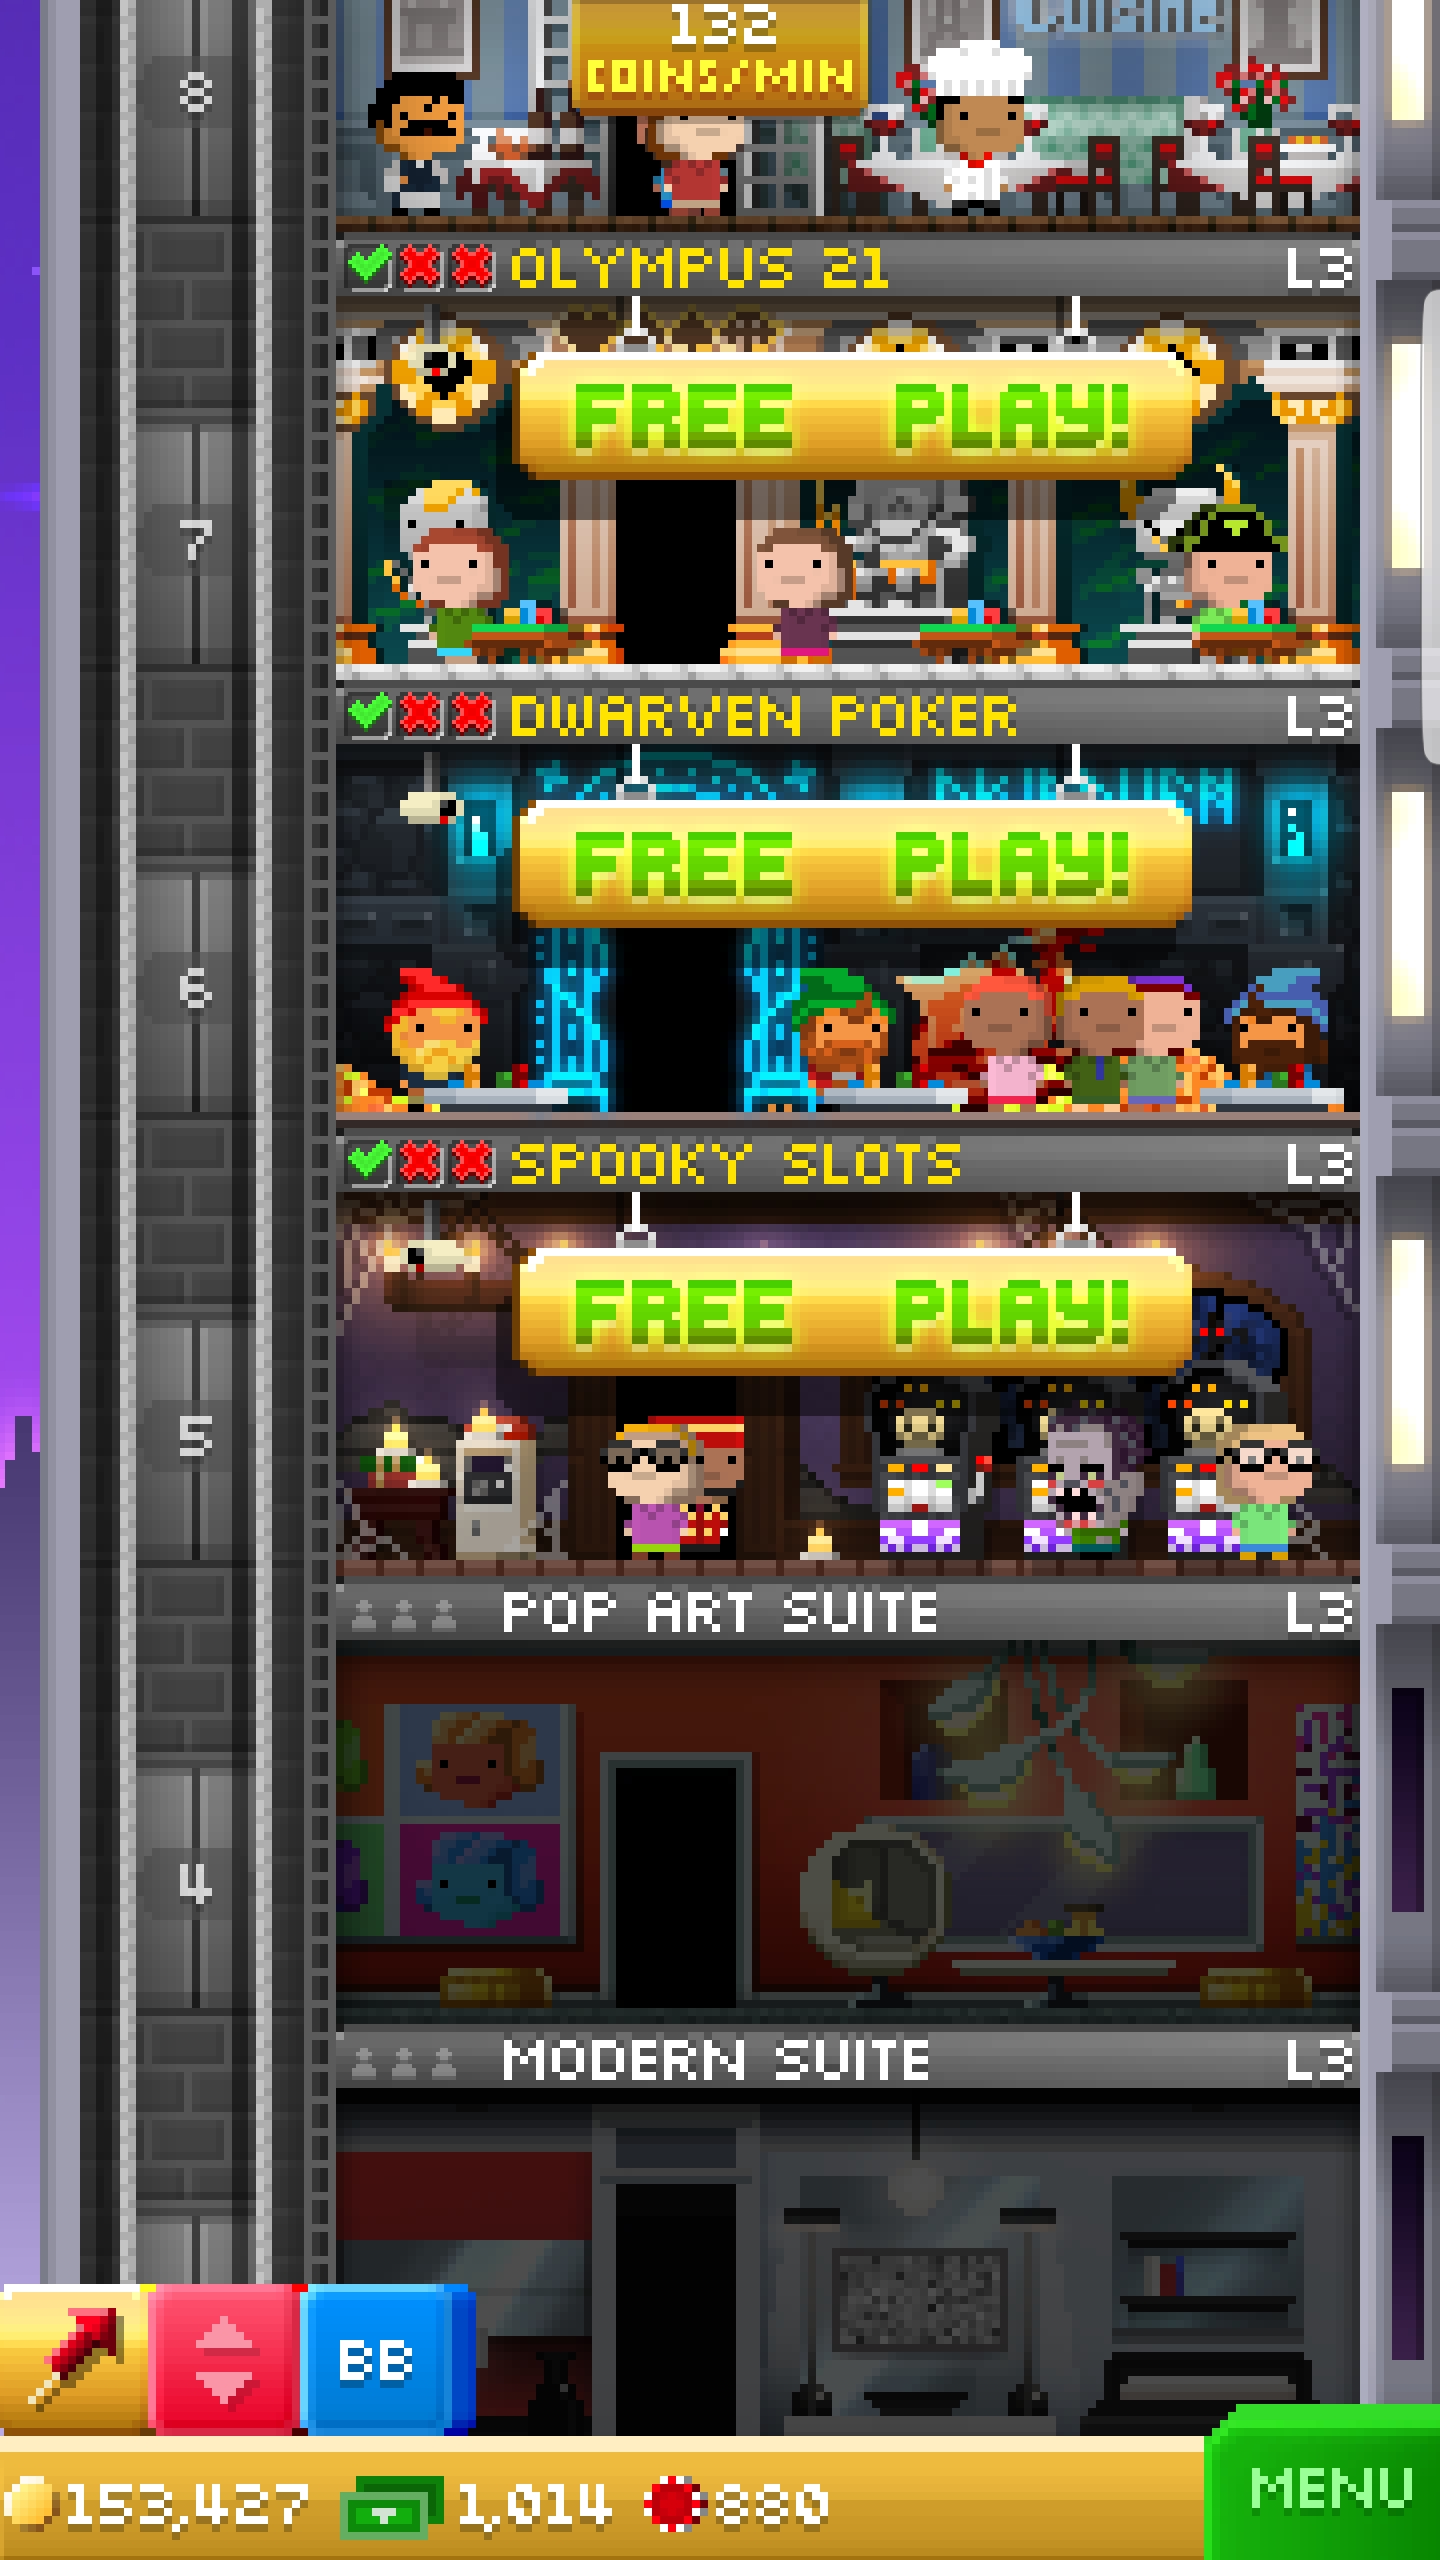 Cuisine
132
COINS/MIN
8
OLYMPUS 21
L3
FREE PLAY!
7
DWARVEN POKER
L3
FREE PLAY!
6
SPOOKY SLOTS
L3
FREE PLAY!
5
POP ART SUITE
L3
4
MODERN SUITE
L3
BB
153,427
1,014
880
MENU